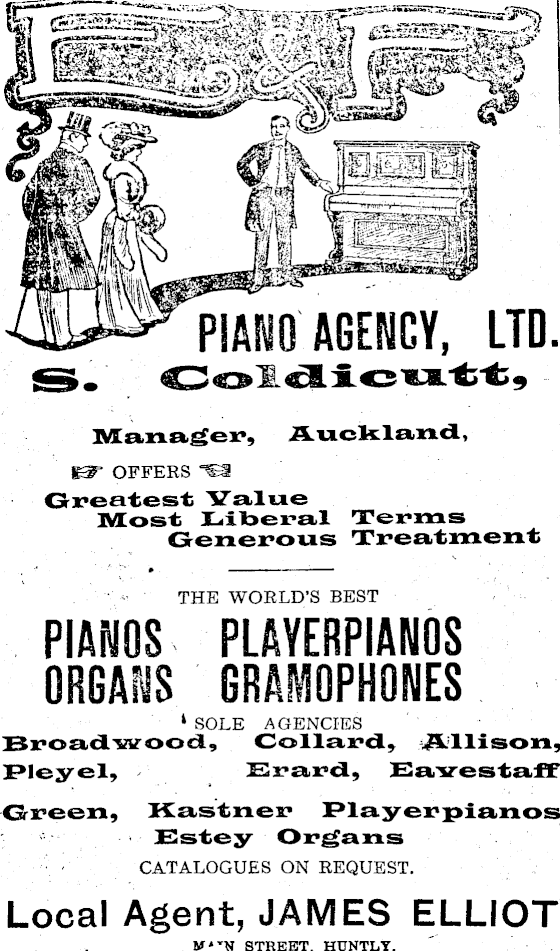 E & F
PIANO AGENCY, LTD.
S. Coldicutt,
Manager, Auckland,
☞ OFFERS ☜
Greatest Value
Most Liberal Terms
Generous Treatment
THE WORLD'S BEST
PIANOS PLAYERPIANOS
ORGANS GRAMOPHONES
SOLE AGENCIES
Broadwood, Collard, Allison,
Pleyel, Erard, Eavestaff
Green, Kastner Playerpianos
Estey Organs
CATALOGUES ON REQUEST.
Local Agent, JAMES ELLIOT
MAIN STREET, HUNTLY.